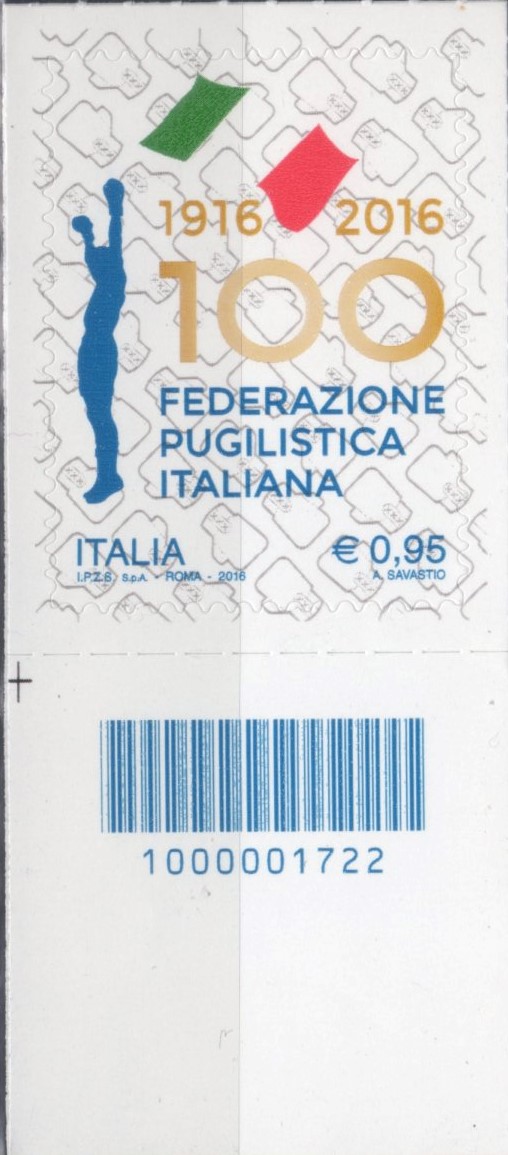 1916 2016
100
FEDERAZIONE
PUGILISTICA
ITALIANA
ITALIA € 0,95
I.P.Z.S. S.p.A. - ROMA - 2016 A. SAVASTIO
1000001722